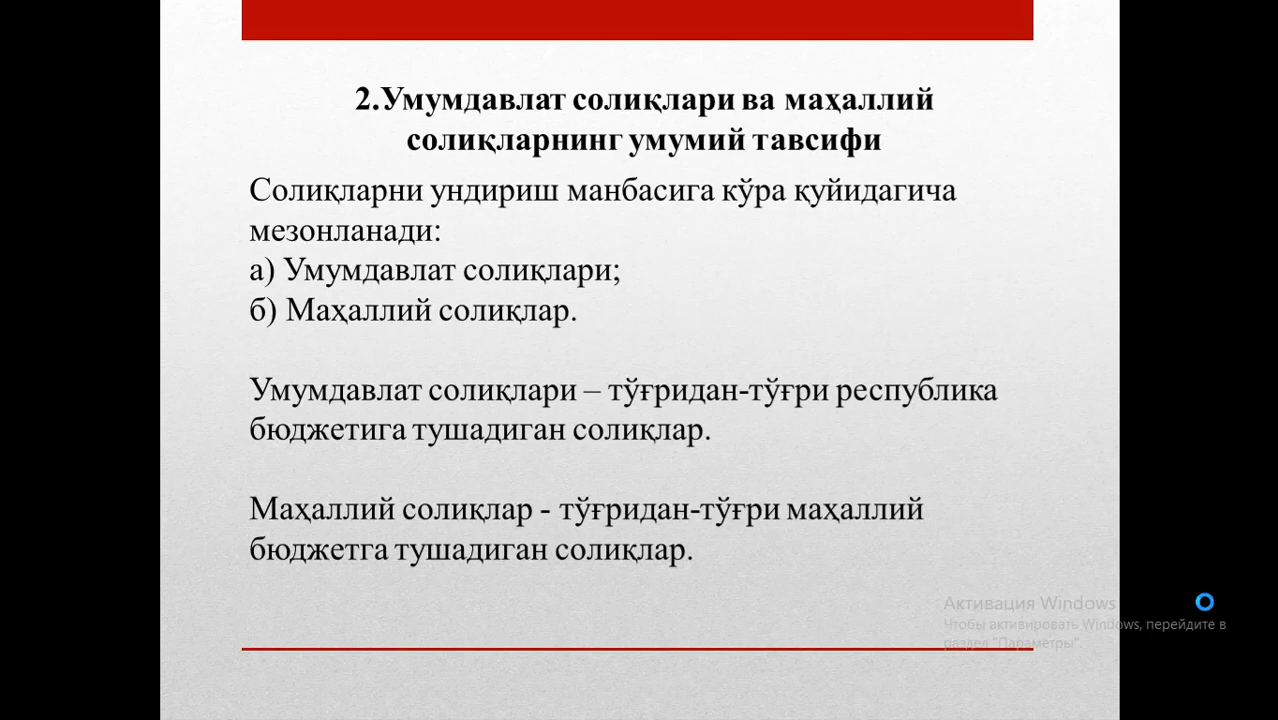 2.Умумдавлат солиқлари ва маҳаллий
солиқларнинг умумий тавсифи
Солиқларни ундириш манбасига кўра қуйидагича
мезонланади:
а) Умумдавлат солиқлари;
б) Маҳаллий солиқлар.
Умумдавлат солиқлари – тўғридан-тўғри республика
бюджетига тушадиган солиқлар.
Маҳаллий солиқлар - тўғридан-тўғри маҳаллий
бюджетга тушадиган солиқлар.
Активация Windows
Чтобы активировать Windows, перейдите в
раздел "Параметры".